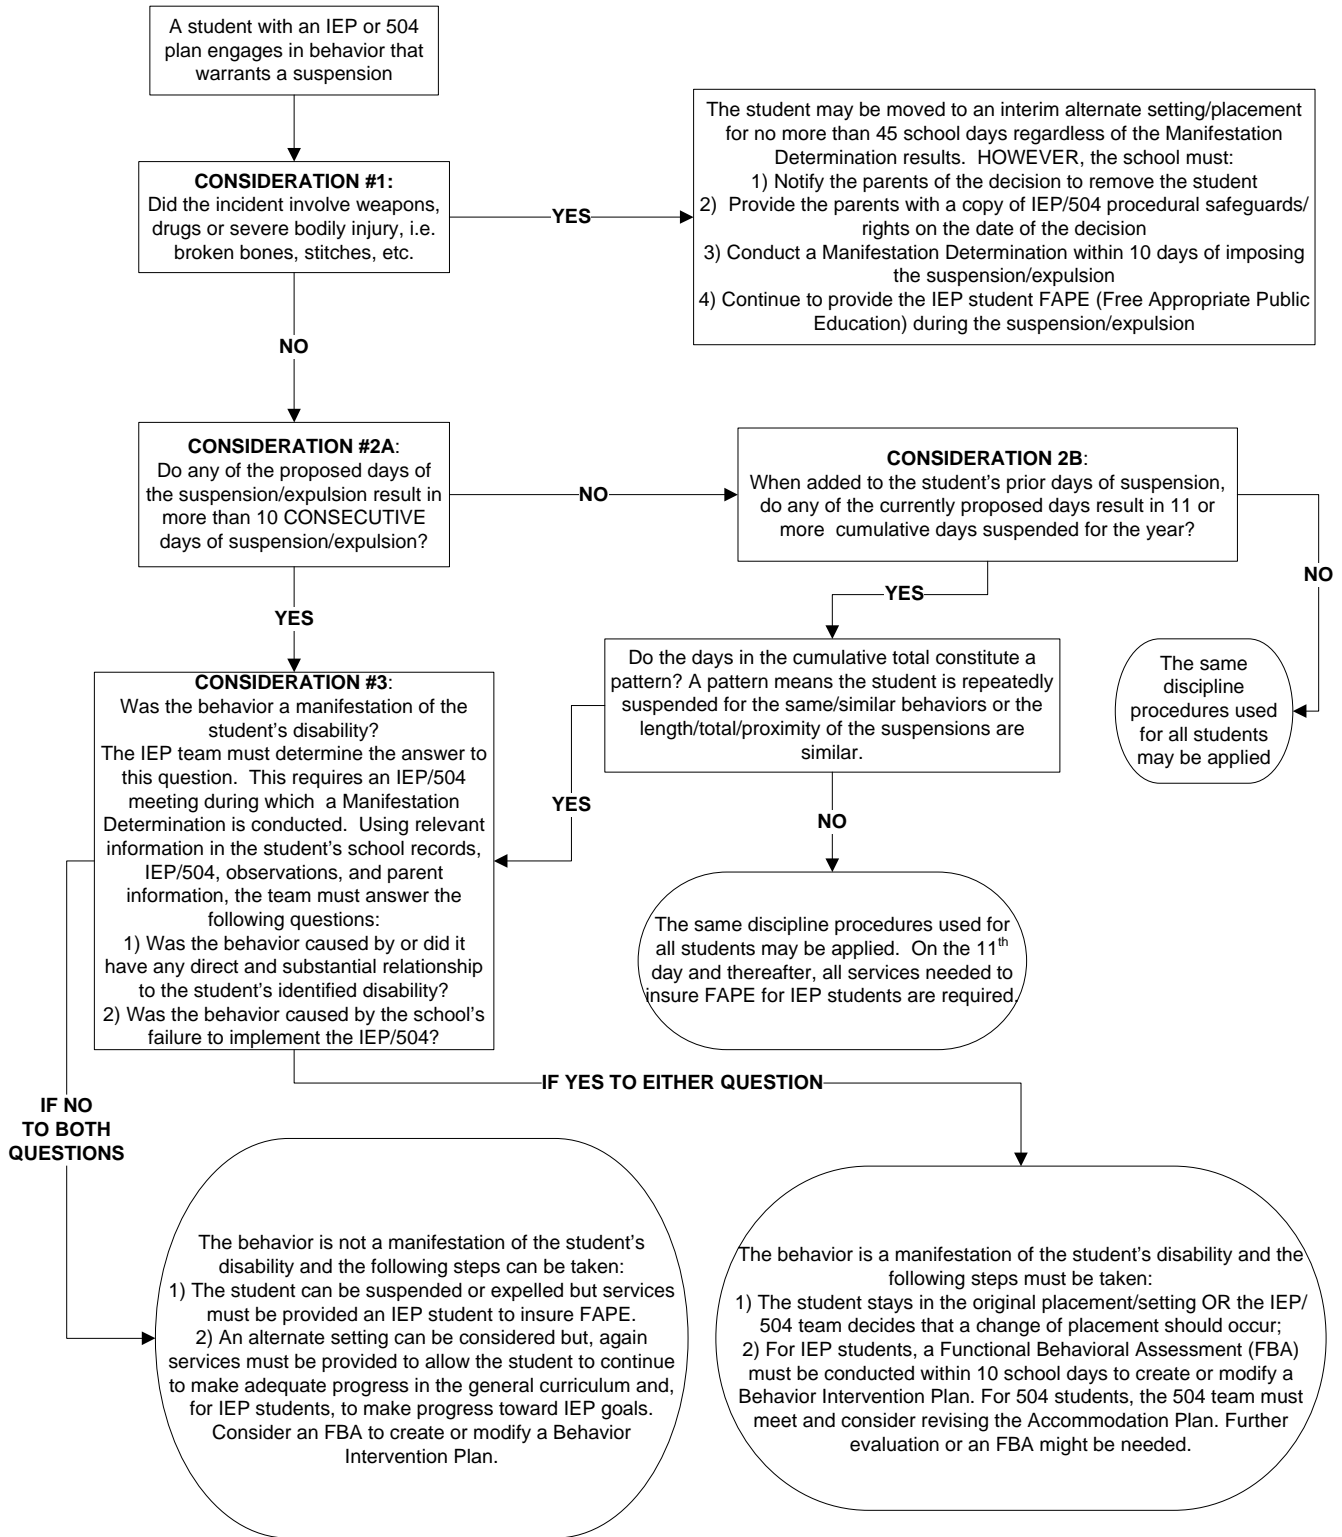 A student with an IEP or 504
plan engages in behavior that
warrants a suspension
The student may be moved to an interim alternate setting/placement
for no more than 45 school days regardless of the Manifestation
Determination results.  HOWEVER, the school must:
1) Notify the parents of the decision to remove the student
2)  Provide the parents with a copy of IEP/504 procedural safeguards/
rights on the date of the decision
3) Conduct a Manifestation Determination within 10 days of imposing
the suspension/expulsion
4) Continue to provide the IEP student FAPE (Free Appropriate Public
Education) during the suspension/expulsion
CONSIDERATION #1:
Did the incident involve weapons,
drugs or severe bodily injury, i.e.
broken bones, stitches, etc.
YES
NO
CONSIDERATION #2A:
Do any of the proposed days of
the suspension/expulsion result in
more than 10 CONSECUTIVE
days of suspension/expulsion?
NO
CONSIDERATION 2B:
When added to the student's prior days of suspension,
do any of the currently proposed days result in 11 or
more  cumulative days suspended for the year?
NO
YES
YES
Do the days in the cumulative total constitute a
pattern? A pattern means the student is repeatedly
suspended for the same/similar behaviors or the
length/total/proximity of the suspensions are
similar.
The same
discipline
procedures used
for all students
may be applied
CONSIDERATION #3:
Was the behavior a manifestation of the
student's disability?
The IEP team must determine the answer to
this question.  This requires an IEP/504
meeting during which  a Manifestation
Determination is conducted.  Using relevant
information in the student's school records,
IEP/504, observations, and parent
information, the team must answer the
following questions:
1) Was the behavior caused by or did it
have any direct and substantial relationship
to the student's identified disability?
2) Was the behavior caused by the school's
failure to implement the IEP/504?
YES
NO
The same discipline procedures used for
all students may be applied.  On the 11th
day and thereafter, all services needed to
insure FAPE for IEP students are required.
IF YES TO EITHER QUESTION
IF NO
TO BOTH
QUESTIONS
The behavior is not a manifestation of the student's
disability and the following steps can be taken:
1) The student can be suspended or expelled but services
must be provided an IEP student to insure FAPE.
2) An alternate setting can be considered but, again
services must be provided to allow the student to continue
to make adequate progress in the general curriculum and,
for IEP students, to make progress toward IEP goals.
Consider an FBA to create or modify a Behavior
Intervention Plan.
The behavior is a manifestation of the student's disability and the
following steps must be taken:
1) The student stays in the original placement/setting OR the IEP/
504 team decides that a change of placement should occur;
2) For IEP students, a Functional Behavioral Assessment (FBA)
must be conducted within 10 school days to create or modify a
Behavior Intervention Plan. For 504 students, the 504 team must
meet and consider revising the Accommodation Plan. Further
evaluation or an FBA might be needed.